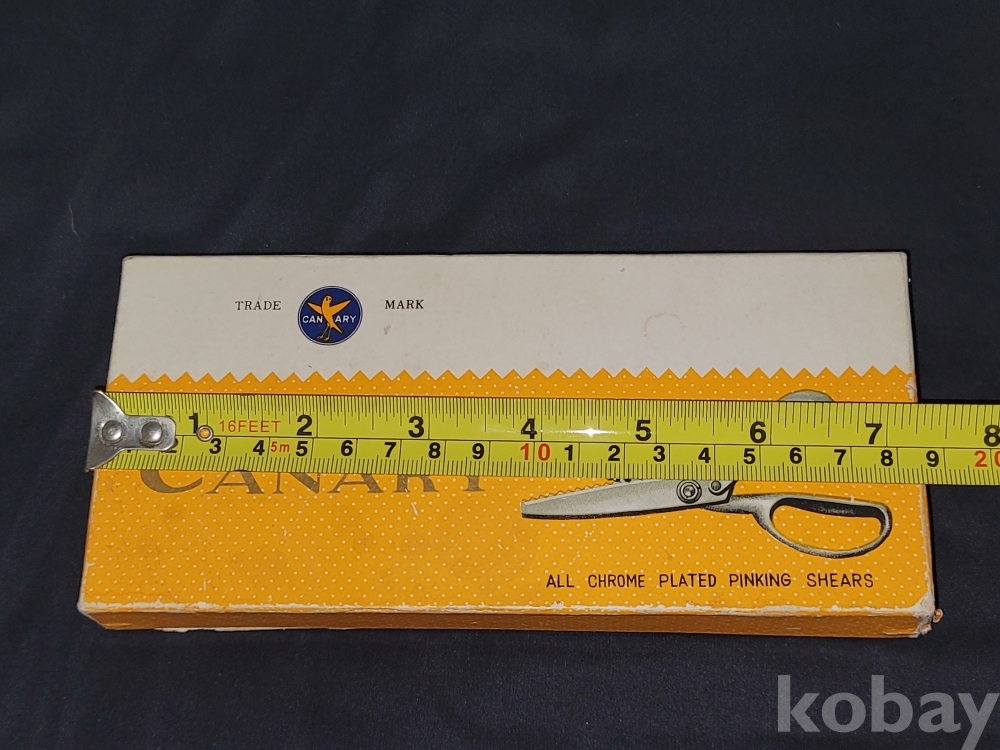 TRADE
CANARY
MARK
1 16FEET 2 3 4 5 6 7 8
3 4 5m 5 6 7 8 9 10 1 2 3 4 5 6 7 8 9
CANARY
ALL CHROME PLATED PINKING SHEARS
kobay